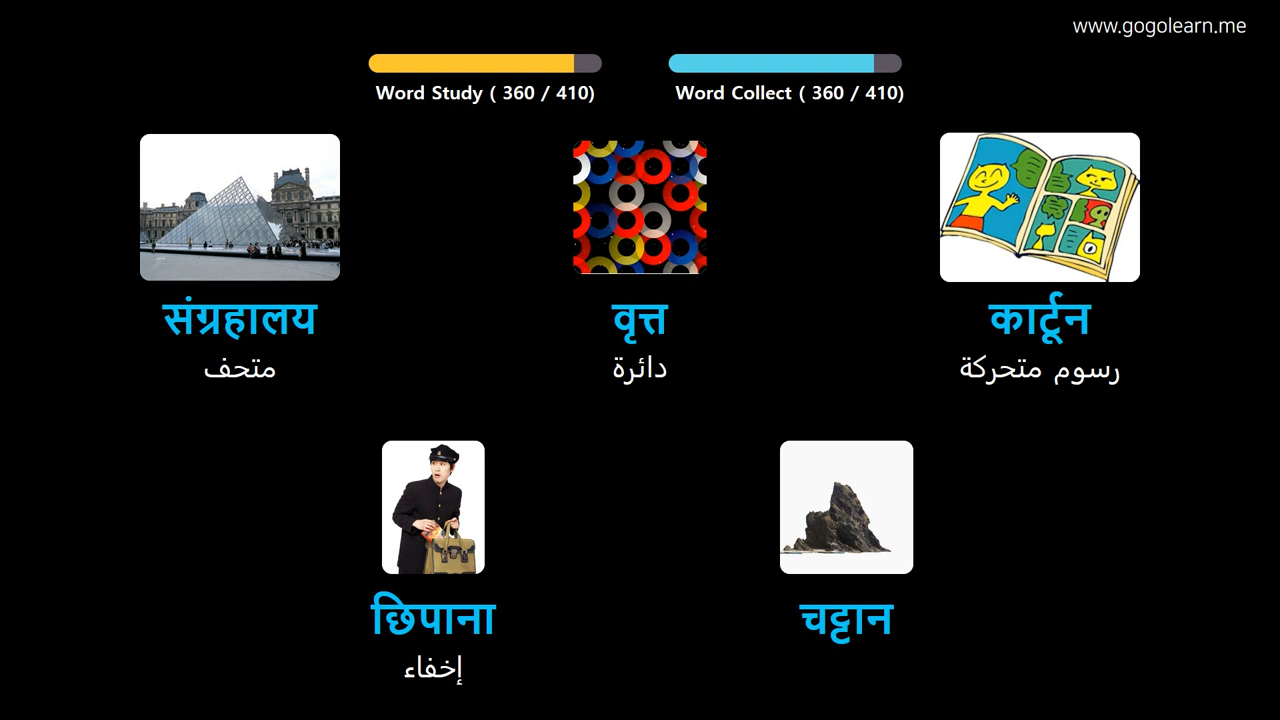 www.gogolearn.me
Word Study ( 360 / 410)
Word Collect ( 360 / 410)
संग्रहालय
متحف
वृत्त
دائرة
कार्टून
رسوم متحركة
छिपाना
إخفاء
चट्टान